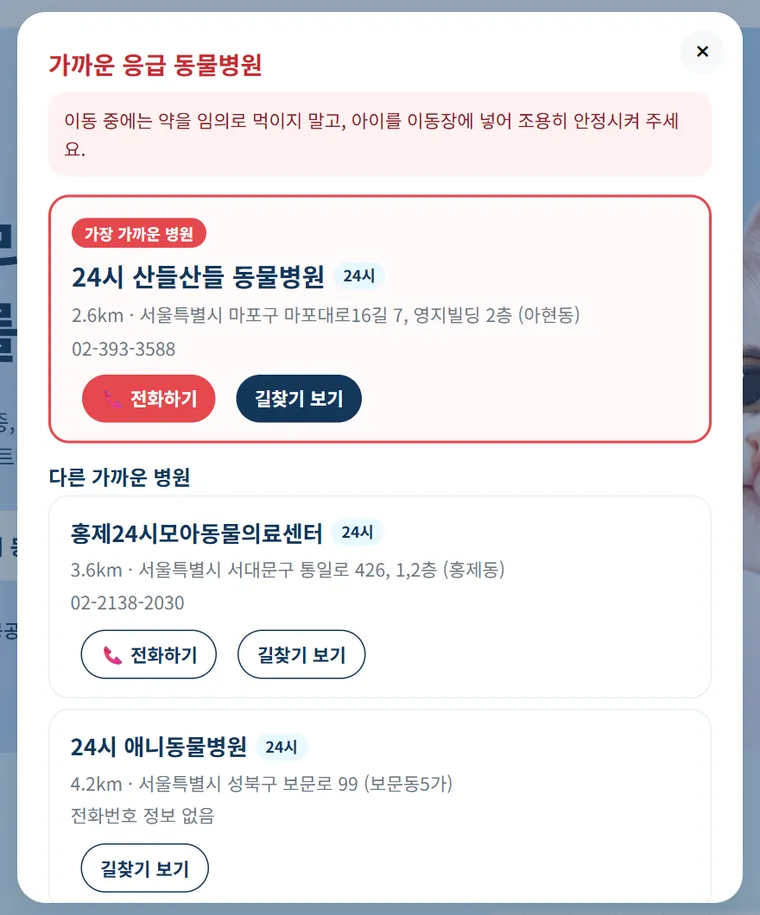 가까운 응급 동물병원
이동 중에는 약을 임의로 먹이지 말고, 아이를 이동장에 넣어 조용히 안정시켜 주세
요.
가장 가까운 병원
24시 산들산들 동물병원 24시
2.6km · 서울특별시 마포구 마포대로16길 7, 영지빌딩 2층 (아현동)
02-393-3588
전화하기 길찾기 보기
다른 가까운 병원
홍제24시모아동물의료센터 24시
3.6km · 서울특별시 서대문구 통일로 426, 1,2층 (홍제동)
02-2138-2030
전화하기 길찾기 보기
24시 애니동물병원 24시
4.2km · 서울특별시 성북구 보문로 99 (보문동5가)
전화번호 정보 없음
길찾기 보기